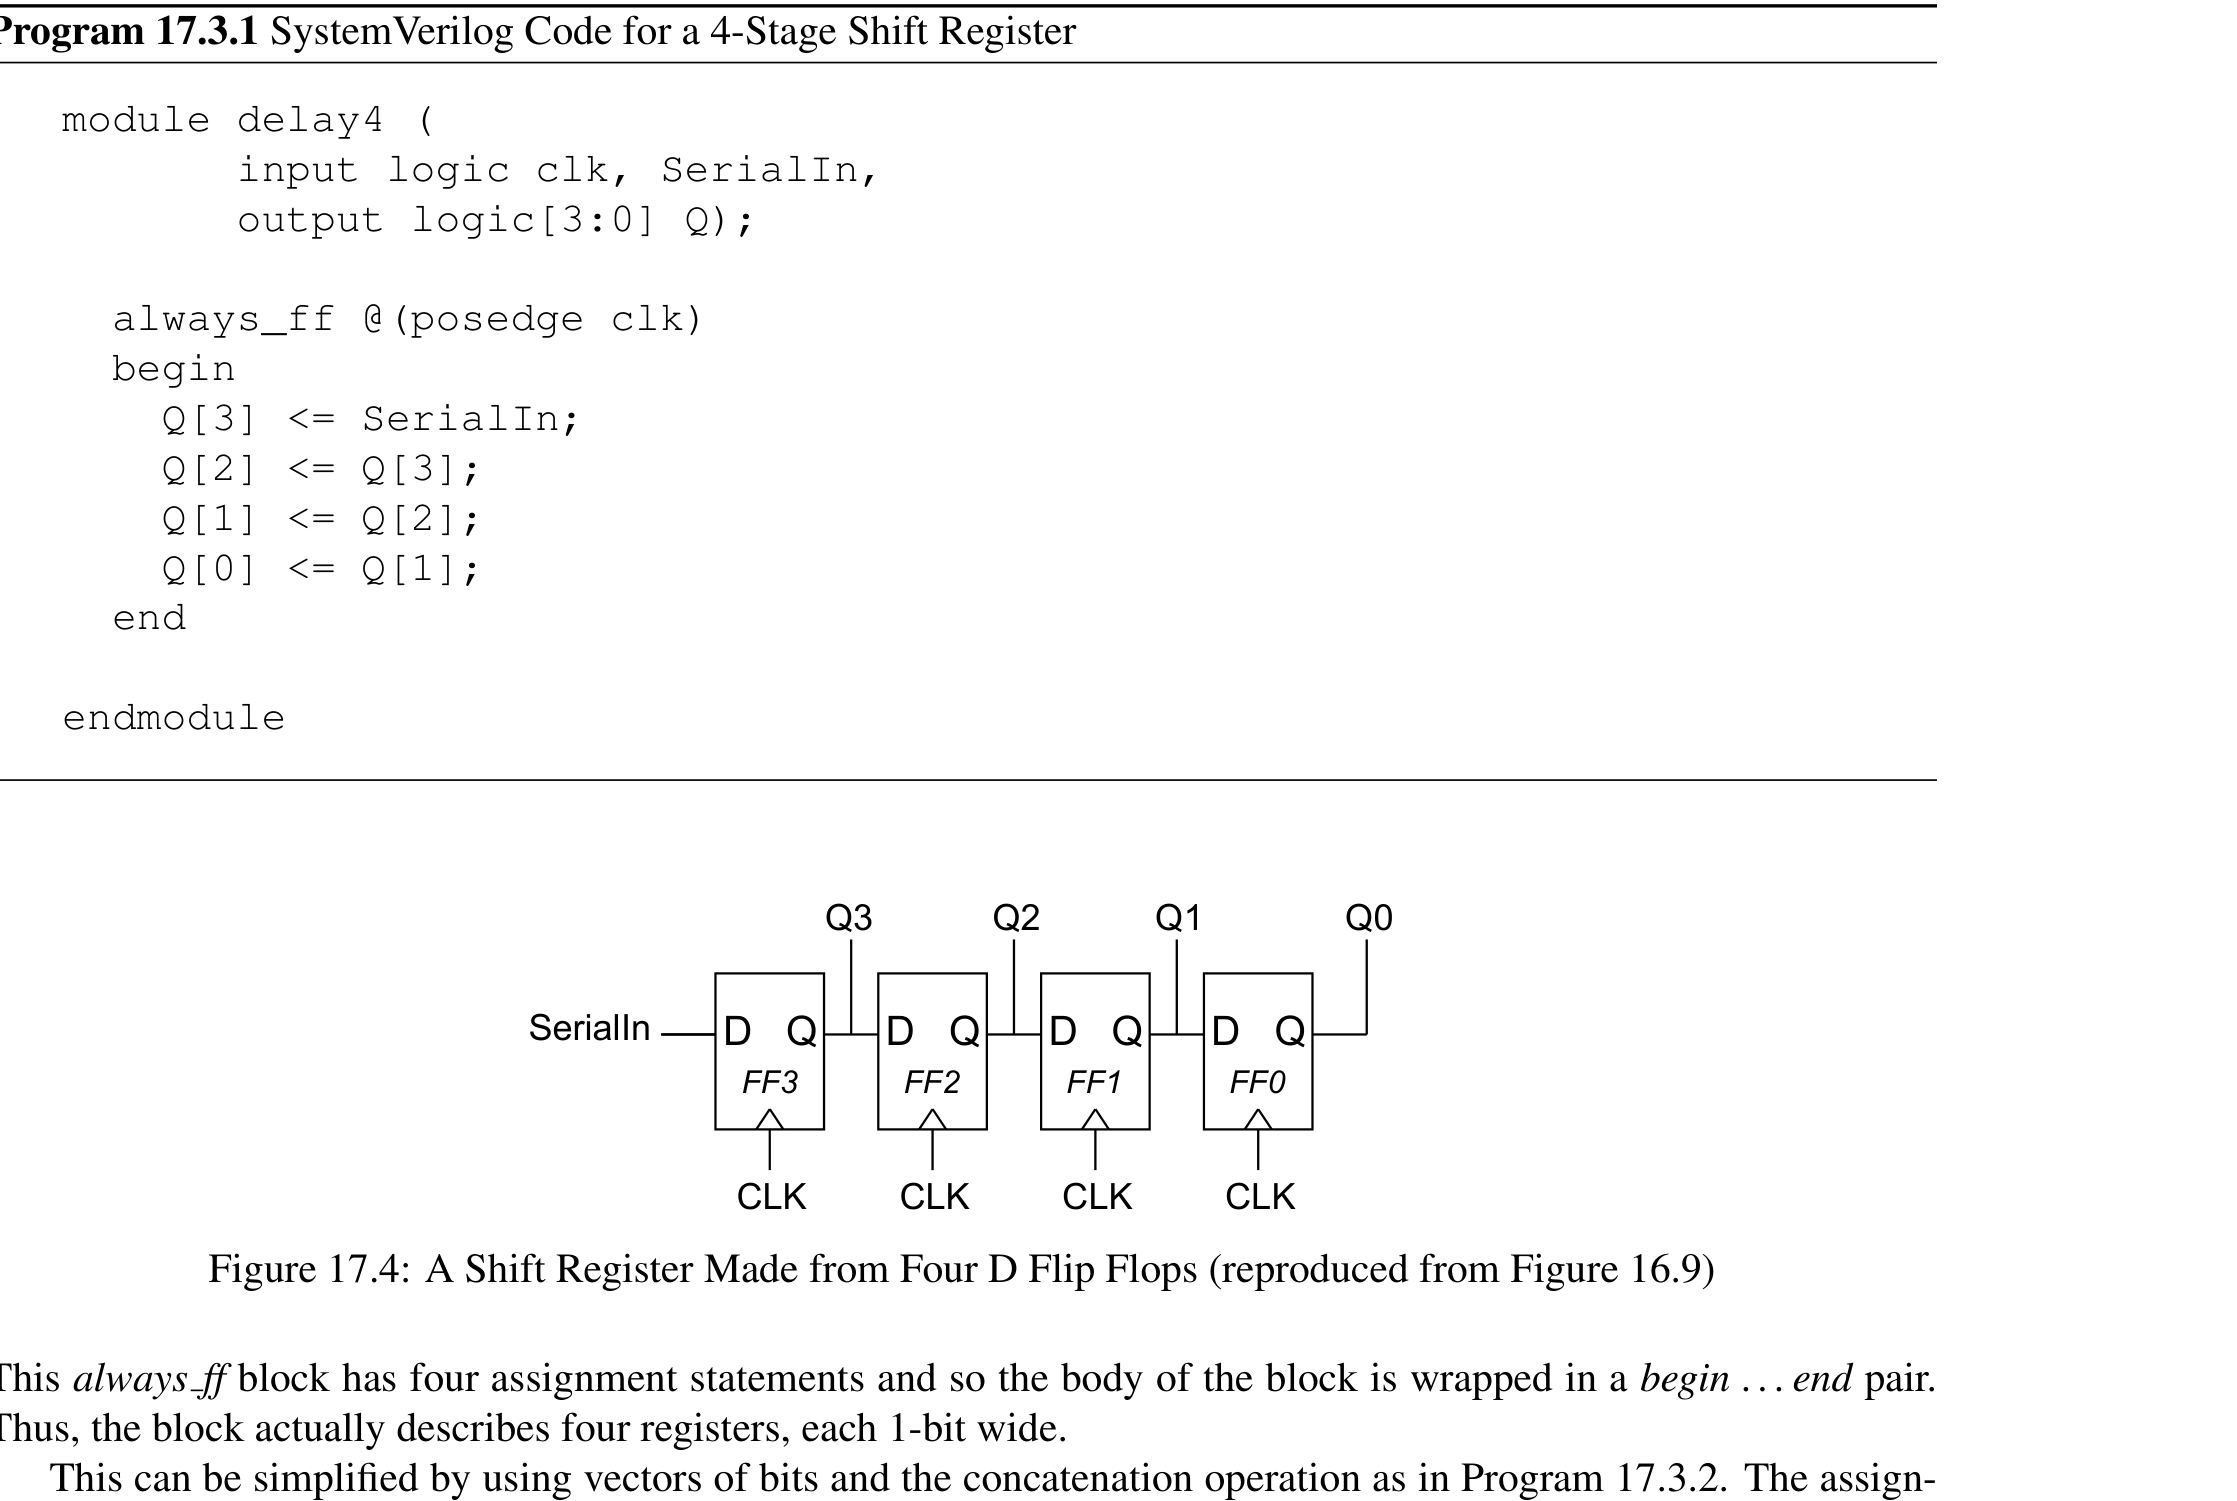 Program 17.3.1 SystemVerilog Code for a 4-Stage Shift Register
module delay4 (
input logic clk, SerialIn,
output logic[3:0] Q);
always_ff @(posedge clk)
begin
Q[3] <= SerialIn;
Q[2] <= Q[3];
Q[1] <= Q[2];
Q[0] <= Q[1];
end
endmodule
Q3 Q2 Q1 Q0
SerialIn D Q D Q D Q D Q
FF3 FF2 FF1 FF0
CLK CLK CLK CLK
Figure 17.4: A Shift Register Made from Four D Flip Flops (reproduced from Figure 16.9)
This always_ff block has four assignment statements and so the body of the block is wrapped in a begin ... end pair.
Thus, the block actually describes four registers, each 1-bit wide.
This can be simplified by using vectors of bits and the concatenation operation as in Program 17.3.2. The assign-